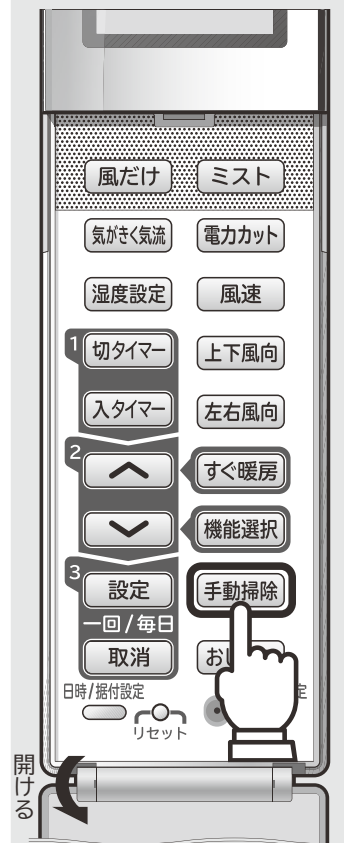 風だけ
ミスト
気がきく気流
電力カット
湿度設定
風速
1
切タイマー
上下風向
入タイマー
左右風向
2
すぐ暖房
機能選択
3
設定
手動掃除
一回/毎日
取消
お
日時/据付設定
定
リセット
開ける